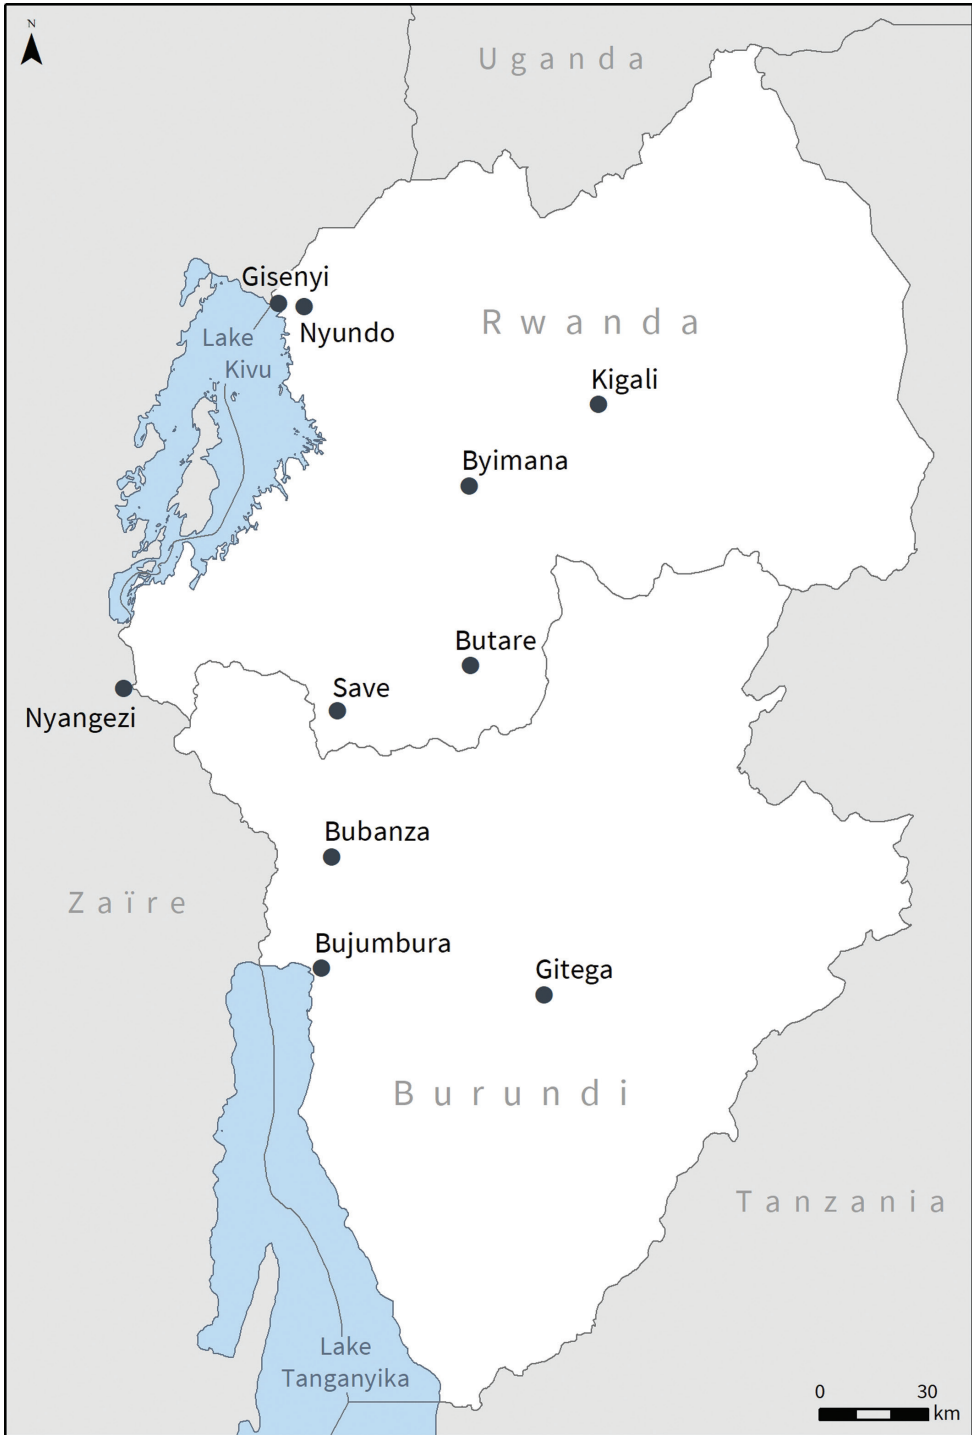 N
Uganda
Gisenyi
Nyundo
Rwanda
Lake
Kivu
Kigali
Byimana
Butare
Save
Nyangezi
Bubanza
Zaïre
Bujumbura
Gitega
Burundi
Tanzania
Lake
Tanganyika
0 30
km